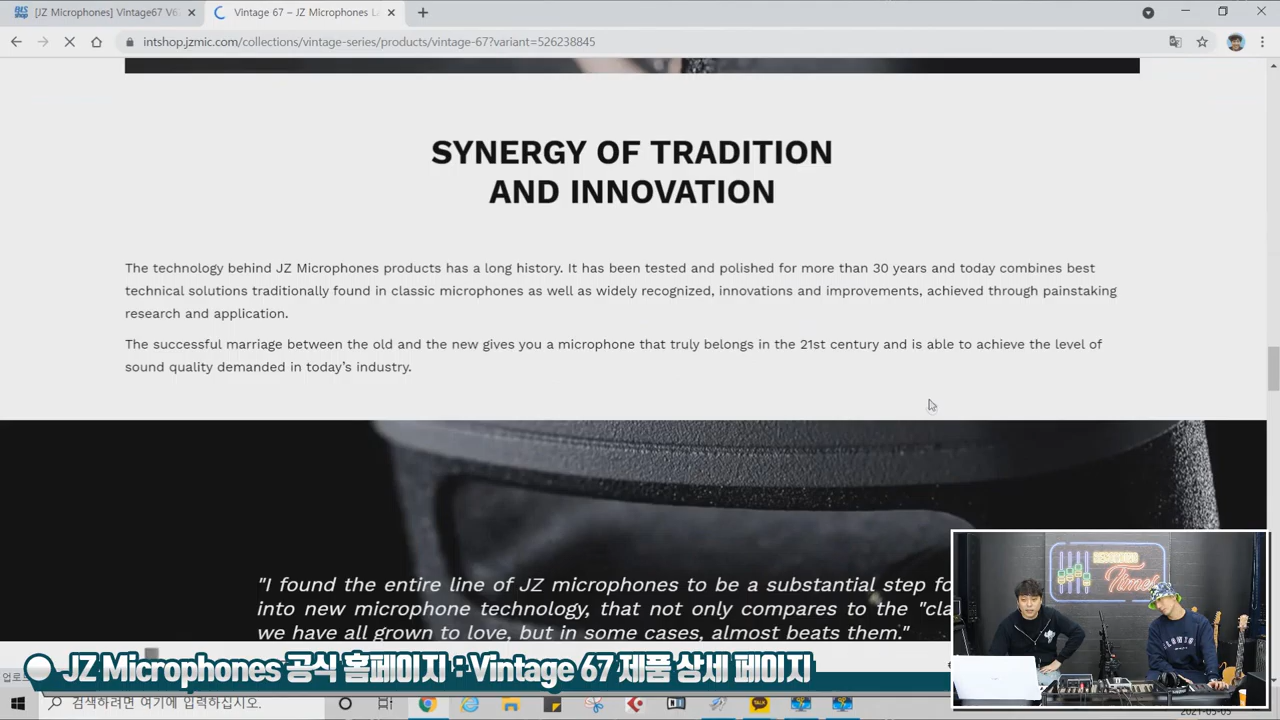 [JZ Microphones] Vintage67 V6
Vintage 67 – JZ Microphones La
intshop.jzmic.com/collections/vintage-series/products/vintage-67?variant=526238845
SYNERGY OF TRADITION
AND INNOVATION
The technology behind JZ Microphones products has a long history. It has been tested and polished for more than 30 years and today combines best
technical solutions traditionally found in classic microphones as well as widely recognized, innovations and improvements, achieved through painstaking
research and application.
The successful marriage between the old and the new gives you a microphone that truly belongs in the 21st century and is able to achieve the level of
sound quality demanded in today’s industry.
"I found the entire line of JZ microphones to be a substantial step fo
into new microphone technology, that not only compares to the "cla
we have all grown to love, but in some cases, almost beats them."
Times
JZ Microphones 공식 홈페이지 : Vintage 67 제품 상세 페이지
검색하려면 여기에 입력하십시오.
TALK